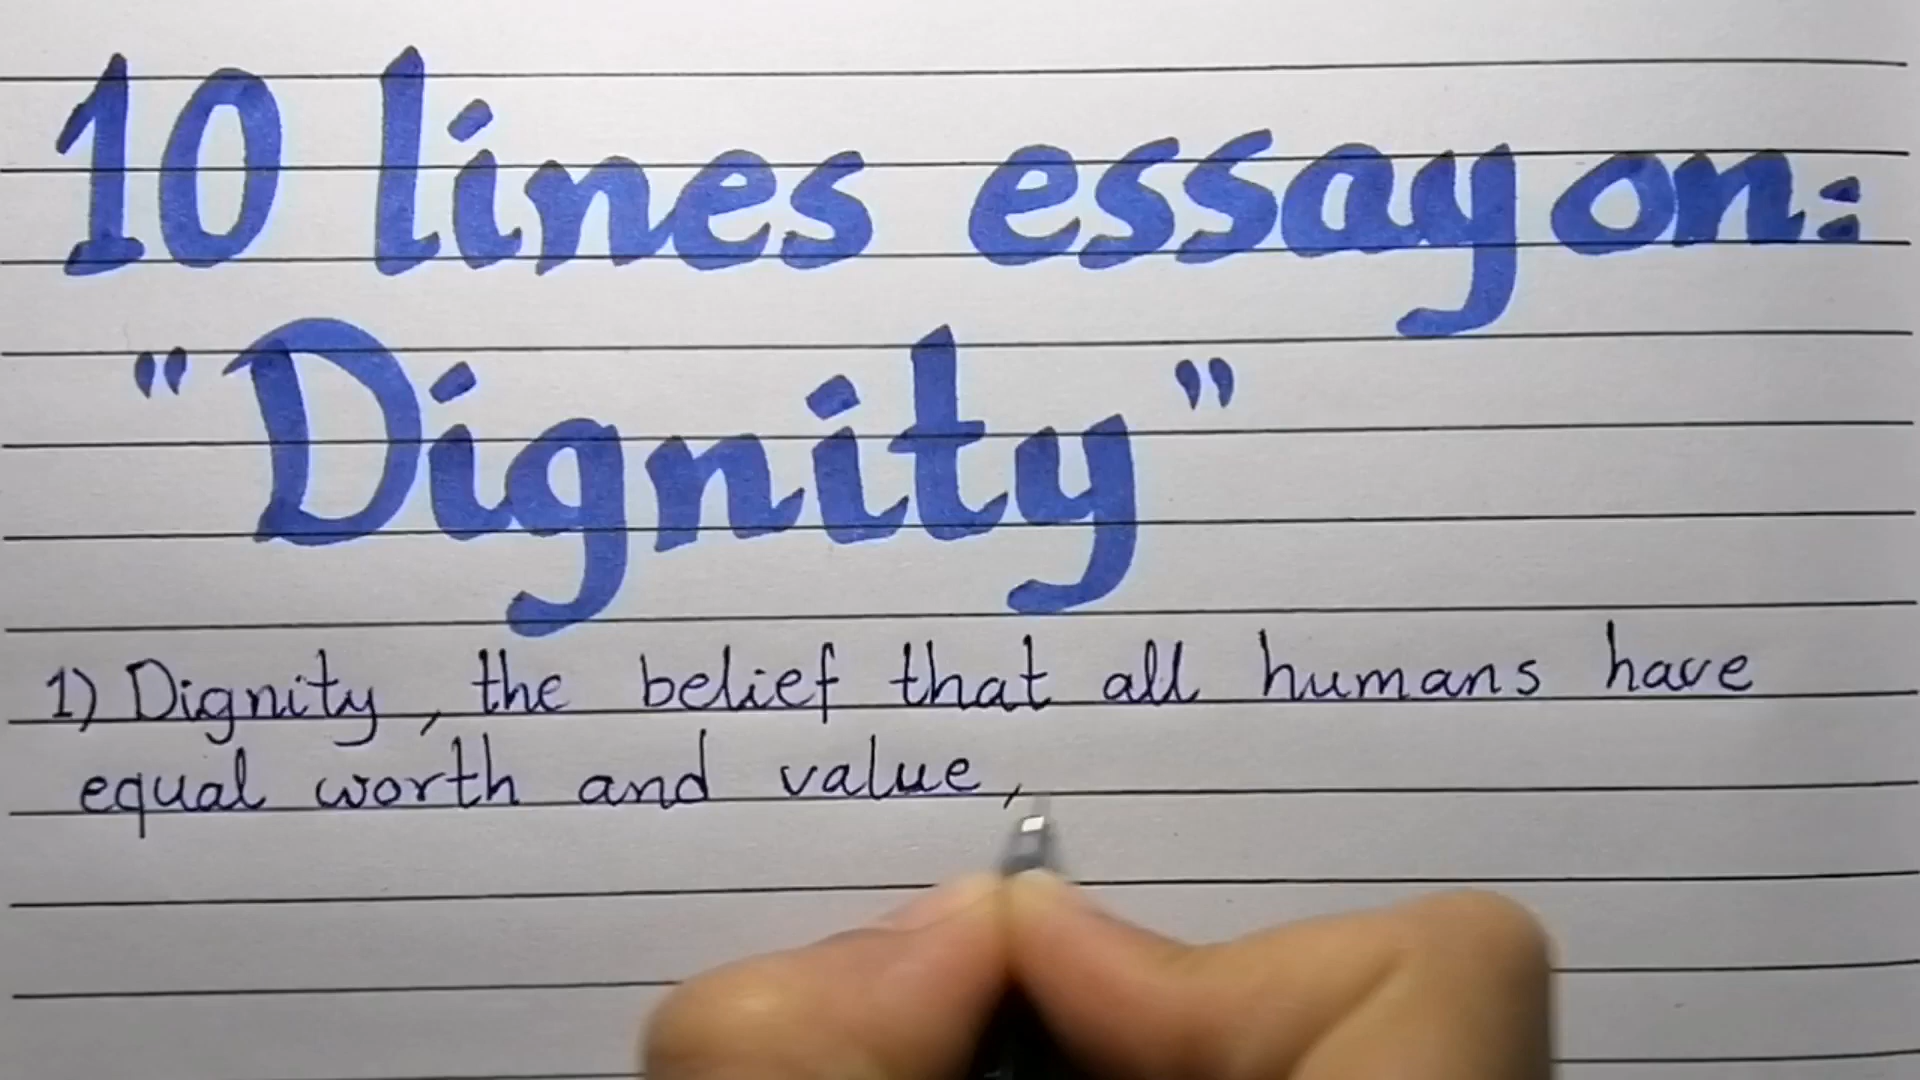 10 lines essay on:
"Dignity"
1) Dignity, the belief that all humans have
equal worth and value,